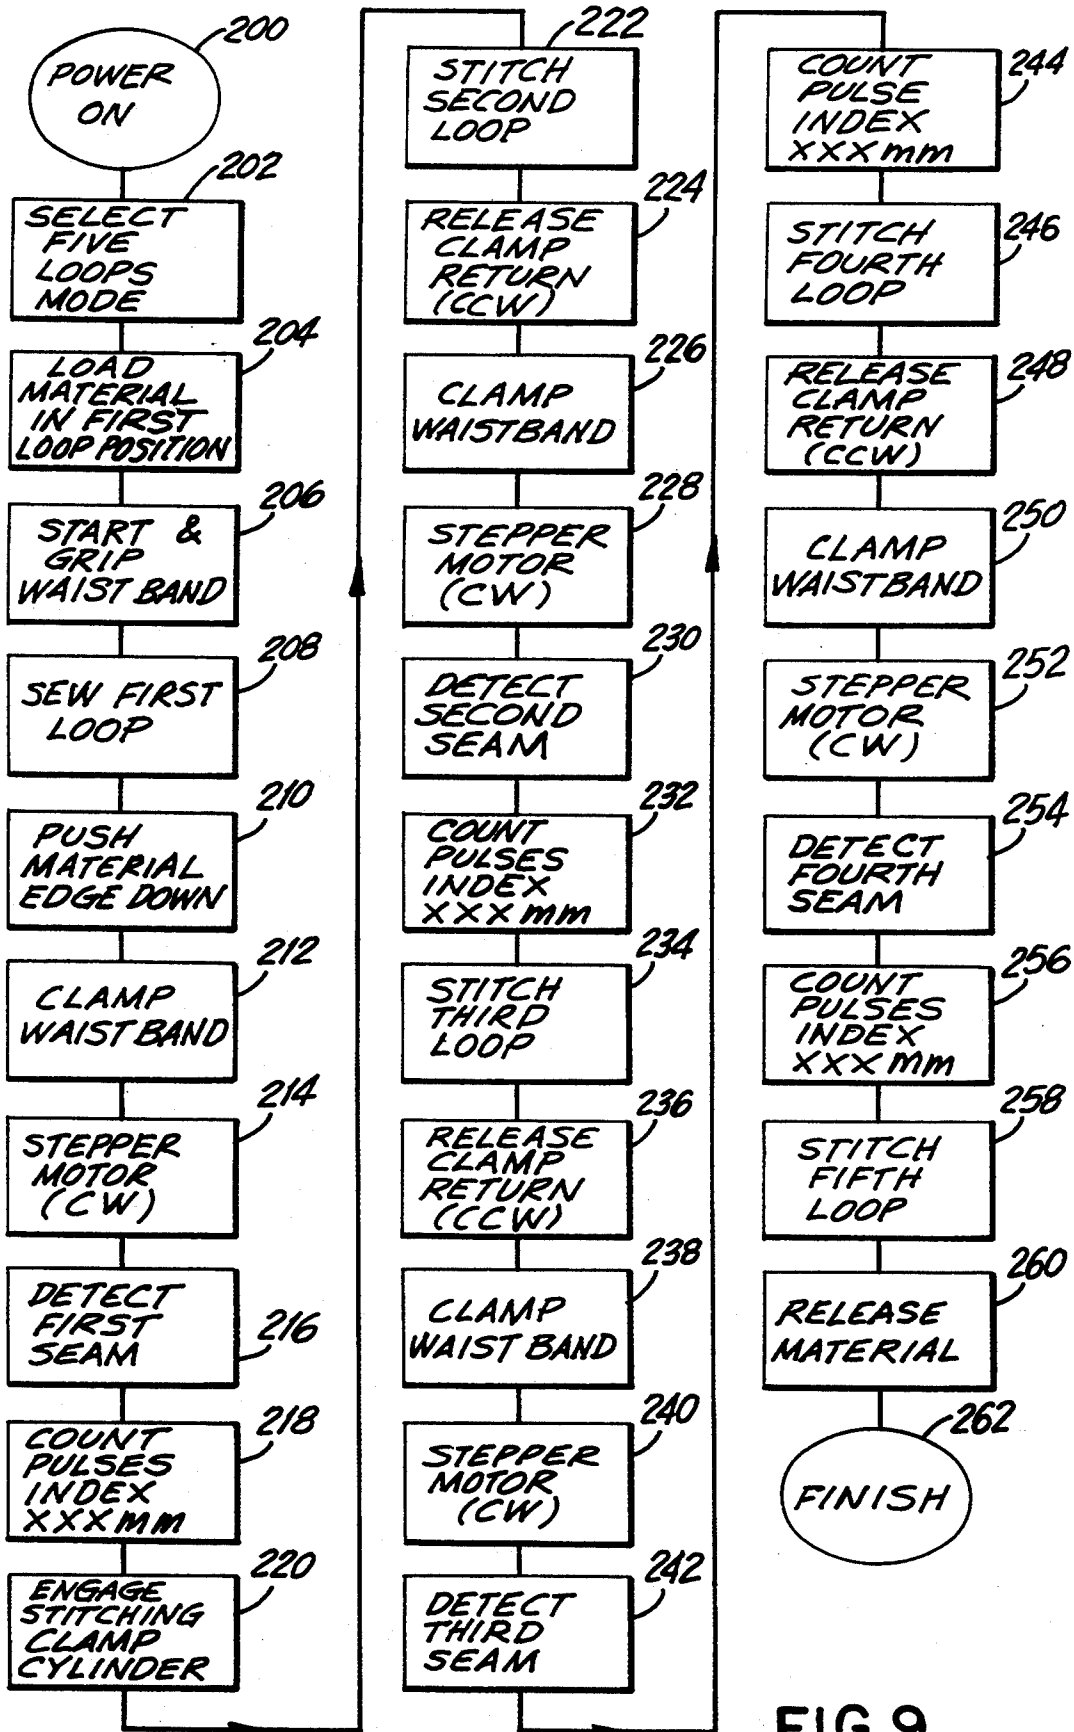 200
POWER
ON
202
SELECT
FIVE
LOOPS
MODE
204
LOAD
MATERIAL
IN FIRST
LOOP POSITION
206
START &
GRIP
WAIST BAND
208
SEW FIRST
LOOP
210
PUSH
MATERIAL
EDGE DOWN
212
CLAMP
WAIST BAND
214
STEPPER
MOTOR
(CW)
216
DETECT
FIRST
SEAM
218
COUNT
PULSES
INDEX
XXX mm
220
ENGAGE
STITCHING
CLAMP
CYLINDER
222
STITCH
SECOND
LOOP
224
RELEASE
CLAMP
RETURN
(CCW)
226
CLAMP
WAISTBAND
228
STEPPER
MOTOR
(CW)
230
DETECT
SECOND
SEAM
232
COUNT
PULSES
INDEX
XXX mm
234
STITCH
THIRD
LOOP
236
RELEASE
CLAMP
RETURN
(CCW)
238
CLAMP
WAIST BAND
240
STEPPER
MOTOR
(CW)
242
DETECT
THIRD
SEAM
244
COUNT
PULSE
INDEX
XXX mm
246
STITCH
FOURTH
LOOP
248
RELEASE
CLAMP
RETURN
(CCW)
250
CLAMP
WAISTBAND
252
STEPPER
MOTOR
(CW)
254
DETECT
FOURTH
SEAM
256
COUNT
PULSES
INDEX
XXX mm
258
STITCH
FIFTH
LOOP
260
RELEASE
MATERIAL
262
FINISH
FIG.9